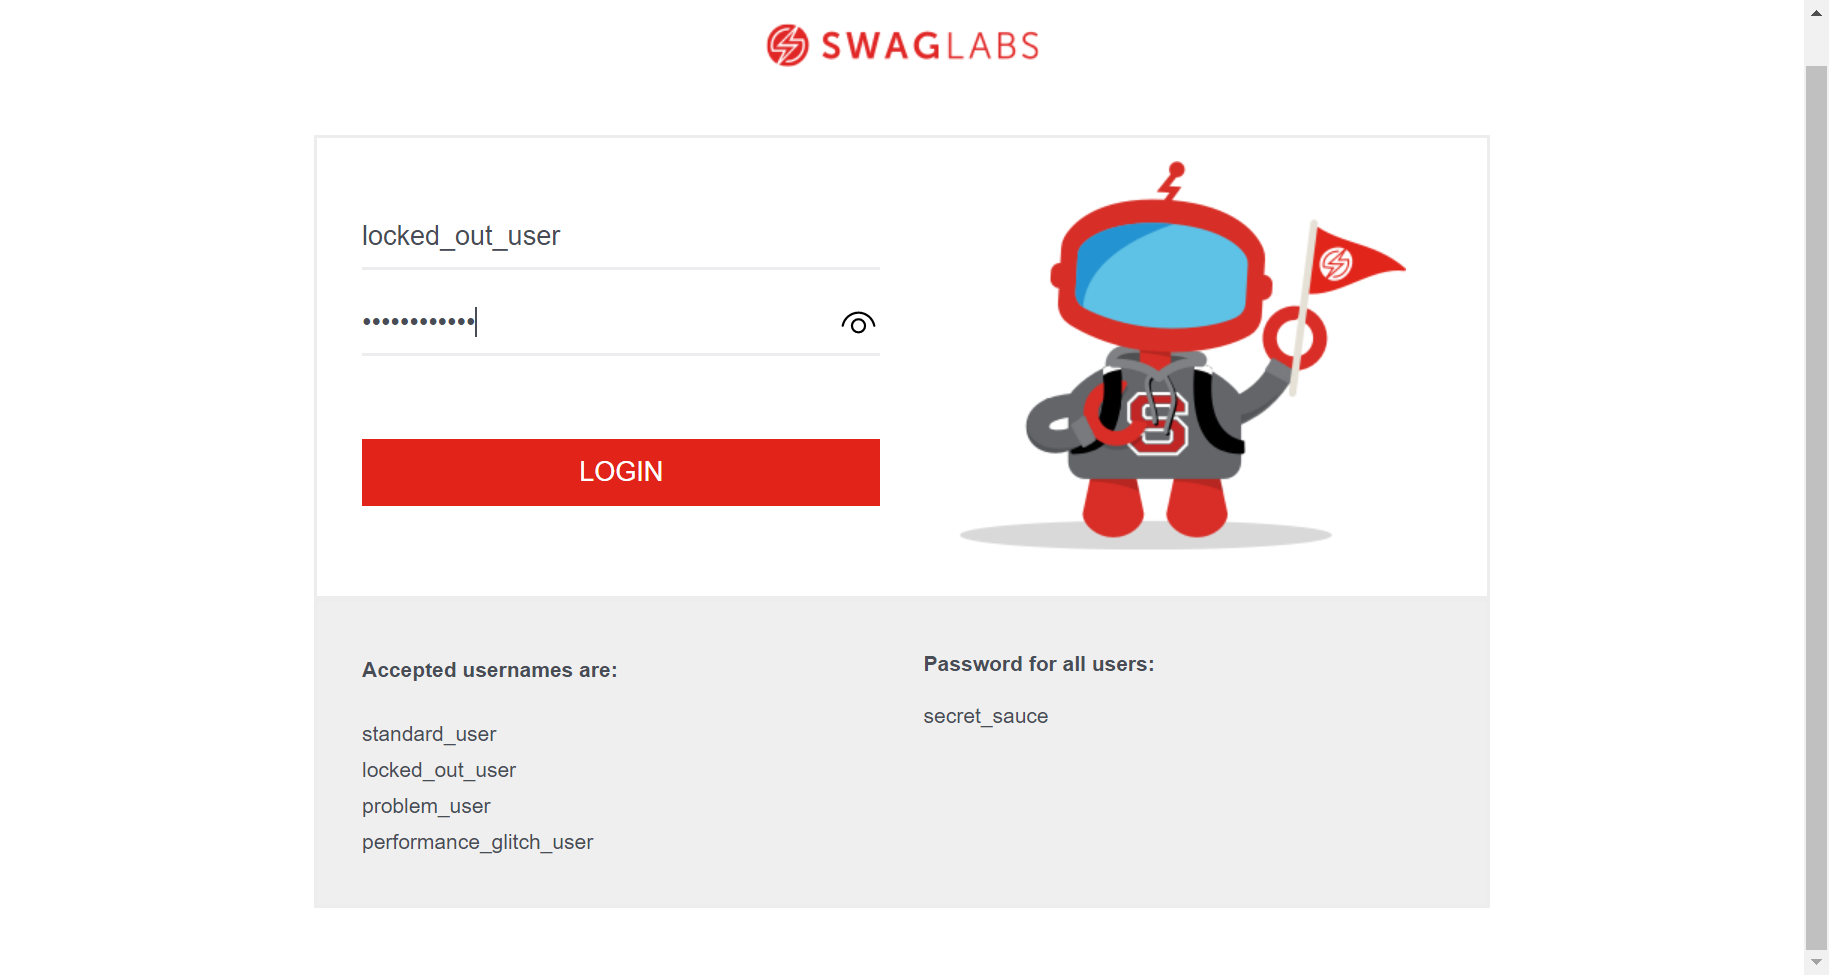 SWAGLABS
locked_out_user
••••••••••••
LOGIN
S
Accepted usernames are:
standard_user
locked_out_user
problem_user
performance_glitch_user
Password for all users:
secret_sauce